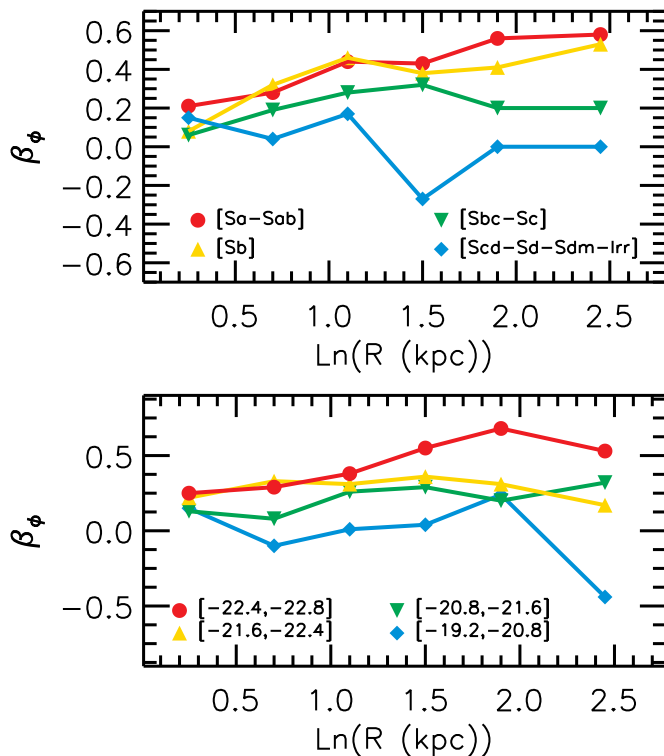 0.6
0.4
0.2
0.0
−0.2
−0.4
−0.6
βϕ
[Sa−Sab]
[Sbc−Sc]
[Sb]
[Scd−Sd−Sdm−Irr]
0.5 1.0 1.5 2.0 2.5
Ln(R (kpc))
0.5
0.0
−0.5
βϕ
[−22.4,−22.8]
[−20.8,−21.6]
[−21.6,−22.4]
[−19.2,−20.8]
0.5 1.0 1.5 2.0 2.5
Ln(R (kpc))